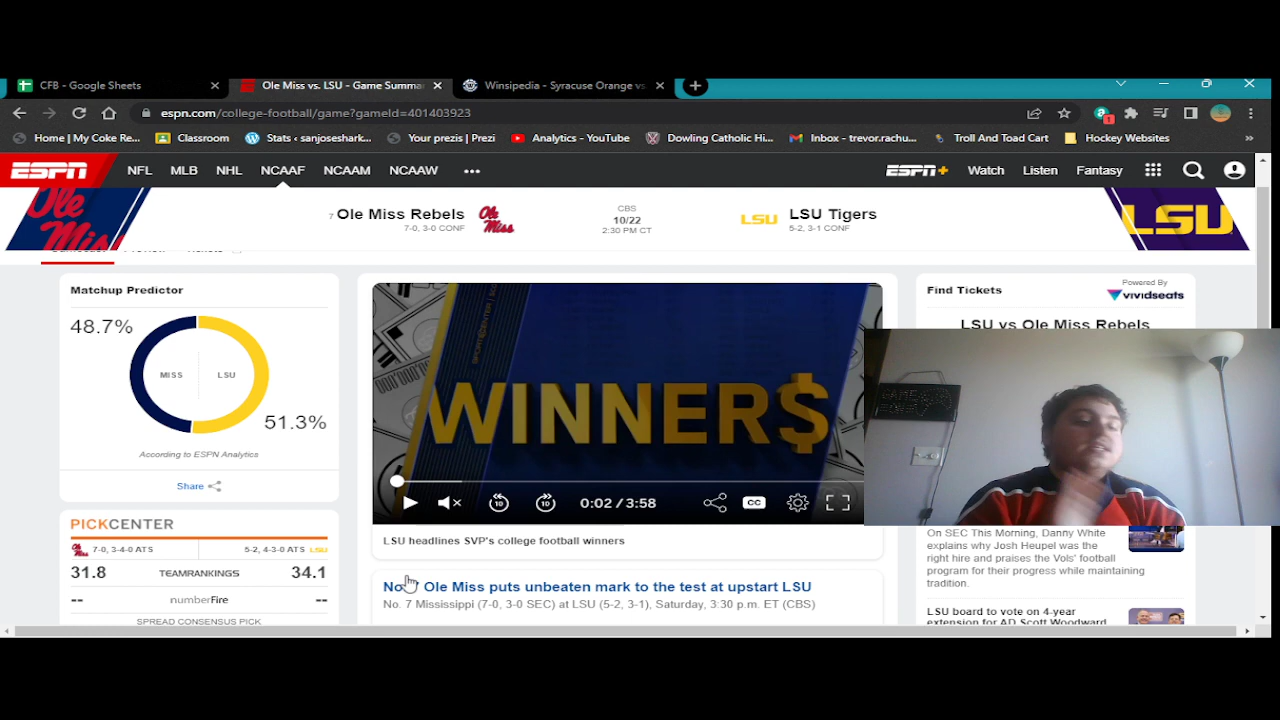 CFB - Google Sheets
Ole Miss vs. LSU - Game Summa
Winsipedia - Syracuse Orange vs
espn.com/college-football/game?gameId=401403923
1
Home | My Coke Re...
Classroom
Stats ‹ sanjoseshark...
Your prezis | Prezi
Analytics - YouTube
Dowling Catholic Hi...
Inbox - trevor.rachu...
Troll And Toad Cart
Hockey Websites
»
ESPN
NFL
MLB
NHL
NCAAF
NCAAM
NCAAW
•••
ESPN+
Watch
Listen
Fantasy
Ole
Miss
7 Ole Miss Rebels
7-0, 3-0 CONF
Ole
Miss
CBS
10/22
2:30 PM CT
LSU
LSU Tigers
5-2, 3-1 CONF
LSU
Matchup Predictor
48.7%
MISS
LSU
51.3%
According to ESPN Analytics
Share
PICKCENTER
7-0, 3-4-0 ATS
5-2, 4-3-0 ATS LSU
31.8
TEAMRANKINGS
34.1
--
numberFire
--
SPREAD CONSENSUS PICK
WINNER$
10
10
0:02 / 3:58
CC
LSU headlines SVP's college football winners
Ole Miss puts unbeaten mark to the test at upstart LSU
No. 7 Mississippi (7-0, 3-0 SEC) at LSU (5-2, 3-1), Saturday, 3:30 p.m. ET (CBS)
Find Tickets
Powered By
vividseats
LSU vs Ole Miss Rebels
On SEC This Morning, Danny White
explains why Josh Heupel was the
right hire and praises the Vols' football
program for their progress while maintaining
tradition.
LSU board to vote on 4-year
extension for AD Scott Woodward